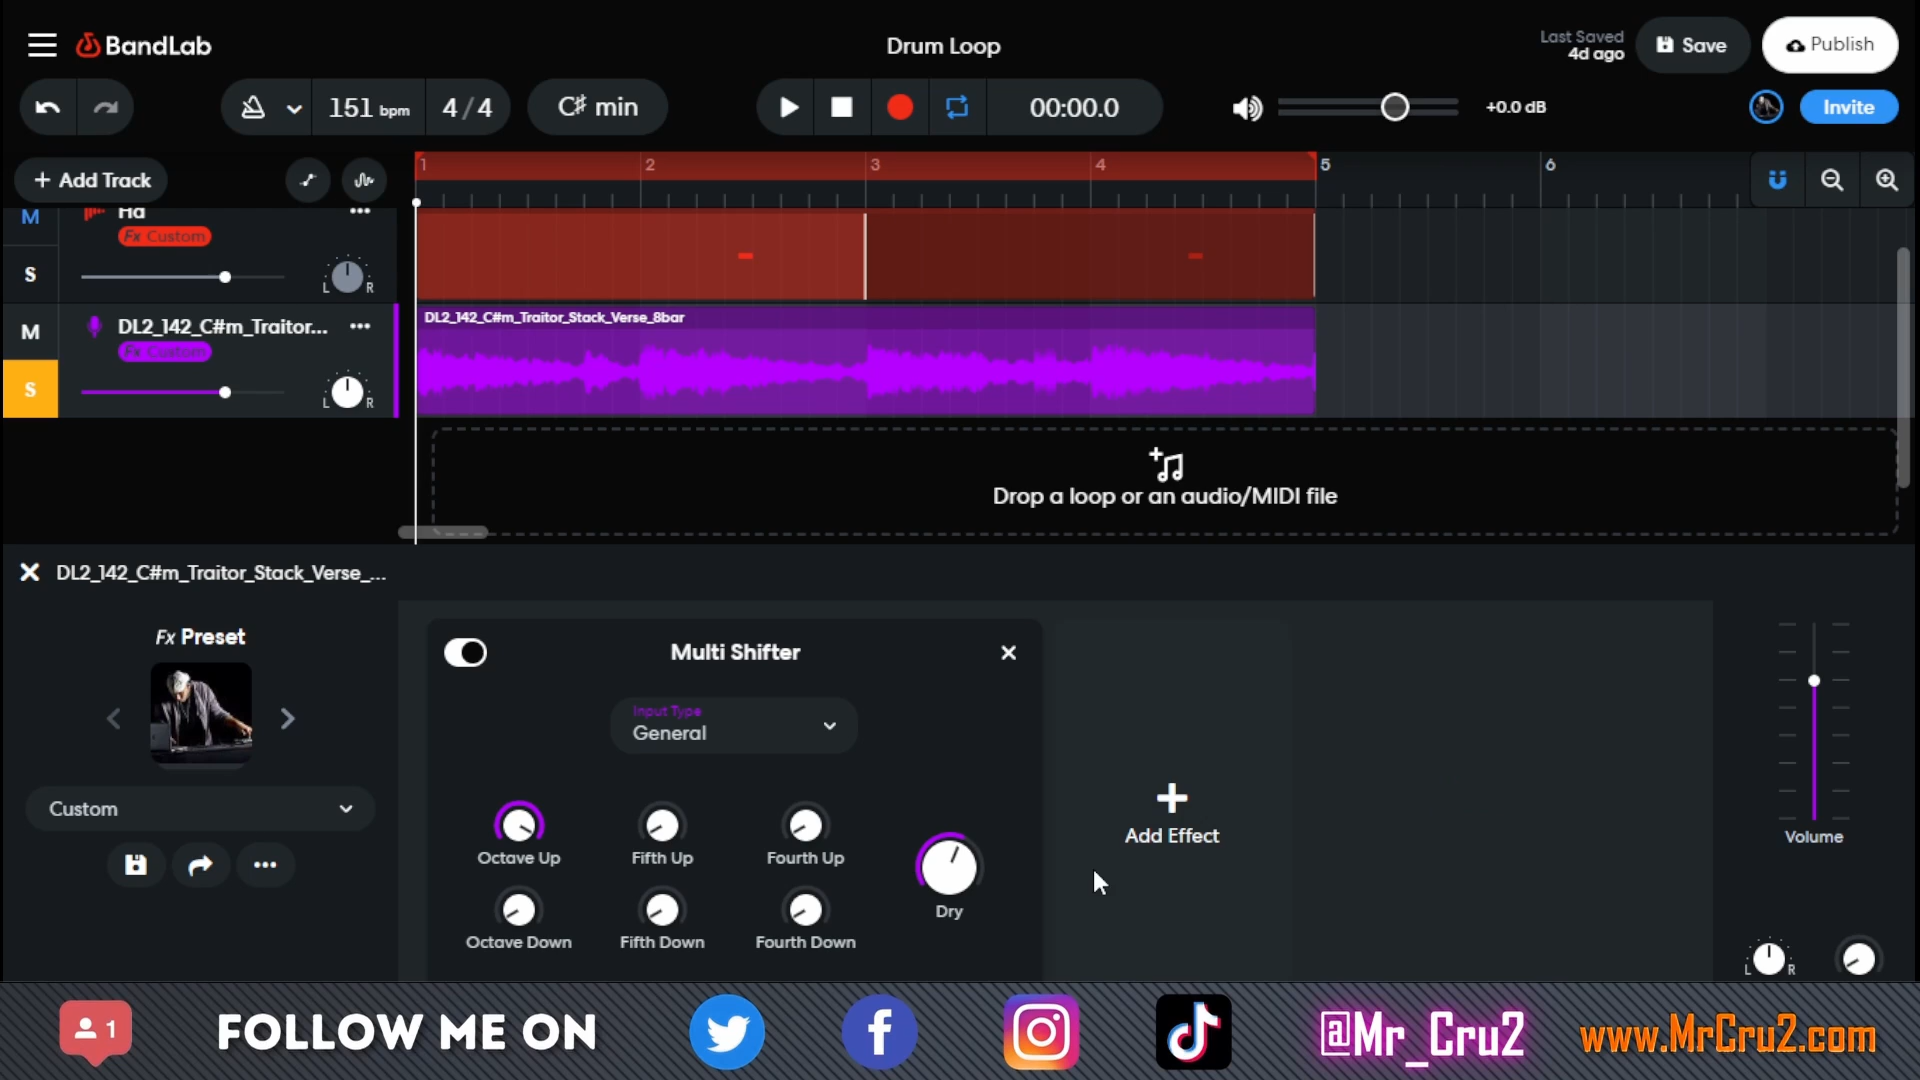 BandLab
Drum Loop
Last Saved
4d ago
Save
Publish
151 bpm
4/4
C♯ min
00:00.0
+0.0 dB
Invite
+ Add Track
1 2 3 4 5 6
M
Hd
Fx Custom
S
L R
M
DL2_142_C#m_Traitor...
Fx Custom
S
L R
DL2_142_C#m_Traitor_Stack_Verse_8bar
Drop a loop or an audio/MIDI file
DL2_142_C#m_Traitor_Stack_Verse_...
Fx Preset
Custom
Multi Shifter
Input Type
General
Octave Up
Fifth Up
Fourth Up
Dry
Octave Down
Fifth Down
Fourth Down
Add Effect
Volume
L R
1
FOLLOW ME ON
@Mr_Cru2
www.MrCru2.com